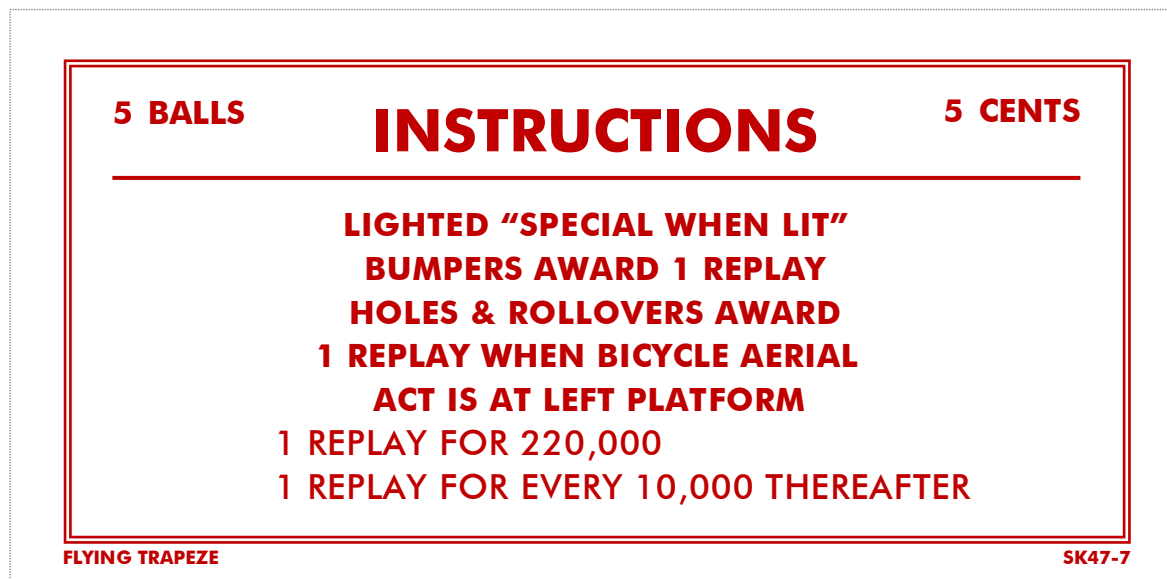 5 BALLS
INSTRUCTIONS
5 CENTS
LIGHTED “SPECIAL WHEN LIT”
BUMPERS AWARD 1 REPLAY
HOLES & ROLLOVERS AWARD
1 REPLAY WHEN BICYCLE AERIAL
ACT IS AT LEFT PLATFORM
1 REPLAY FOR 220,000
1 REPLAY FOR EVERY 10,000 THEREAFTER
FLYING TRAPEZE
SK47-7